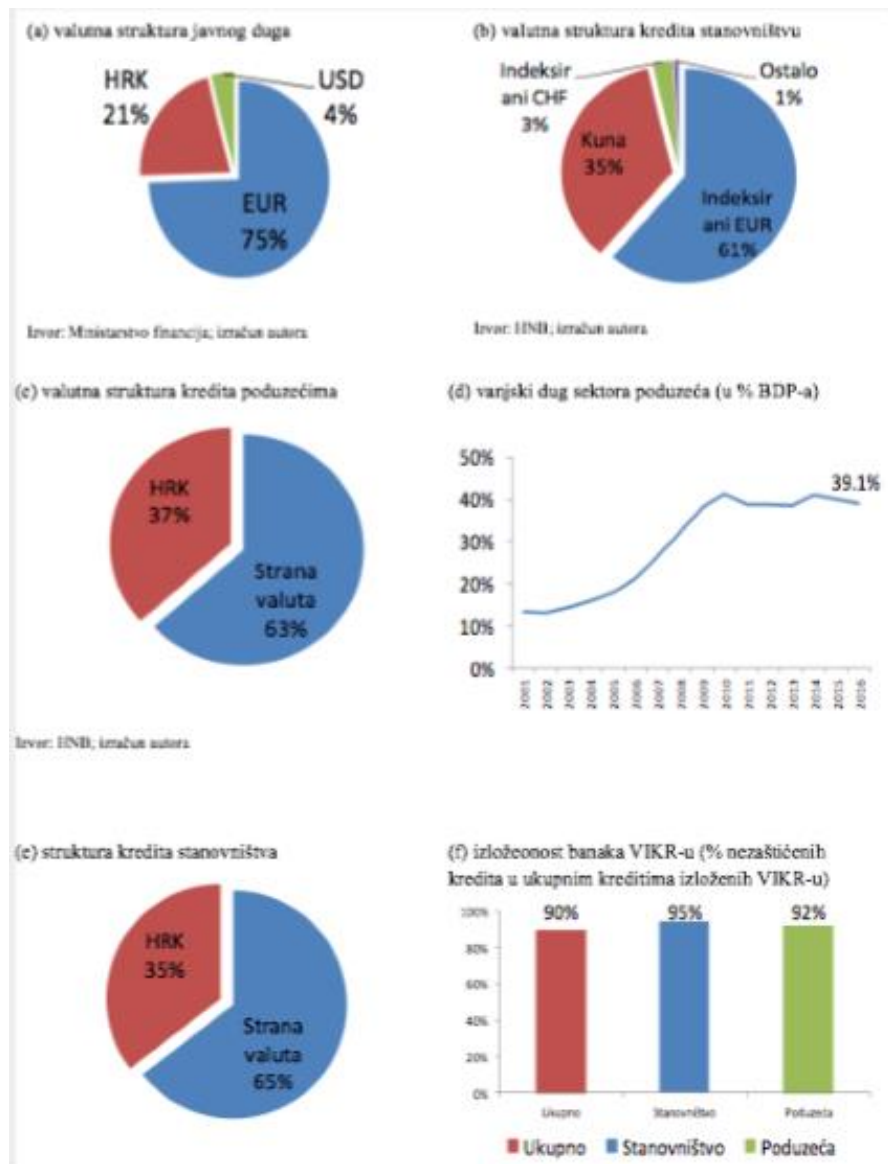 (a) valutna struktura javnog duga
HRK
21%
USD
4%
EUR
75%
Izvor: Ministarstvo financija; izračun autora
(b) valutna struktura kredita stanovništvu
Indeksir
ani CHF
3%
Ostalo
1%
Kuna
35%
Indeksir
ani EUR
61%
Izvor: HNB; izračun autora
(c) valutna struktura kredita poduzećima
HRK
37%
Strana
valuta
63%
Izvor: HNB; izračun autora
(d) vanjski dug sektora poduzeća (u % BDP-a)
50%
40%
30%
20%
10%
0%
39.1%
2001
2002
2003
2004
2005
2006
2007
2008
2009
2010
2011
2012
2013
2014
2015
2016
(e) struktura kredita stanovništva
HRK
35%
Strana
valuta
65%
(f) izloženost banaka VIKR-u (% nezaštićenih
kredita u ukupnim kreditima izloženih VIKR-u)
100%
80%
60%
40%
20%
0%
90%
95%
92%
Ukupno
Stanovništvo
Poduzeća
Ukupno Stanovništvo Poduzeća